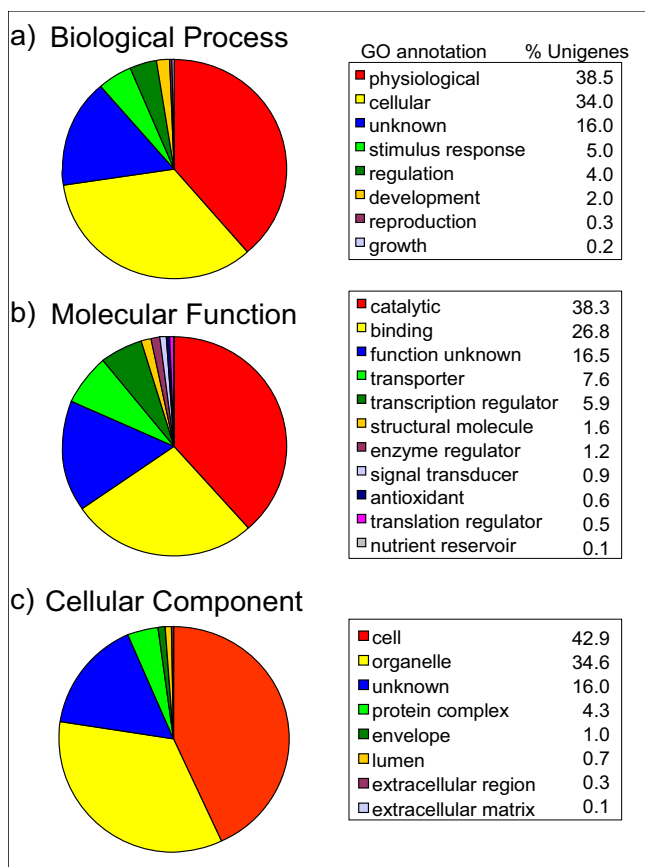 a) Biological Process
GO annotation % Unigenes
physiological 38.5
cellular 34.0
unknown 16.0
stimulus response 5.0
regulation 4.0
development 2.0
reproduction 0.3
growth 0.2
b) Molecular Function
catalytic 38.3
binding 26.8
function unknown 16.5
transporter 7.6
transcription regulator 5.9
structural molecule 1.6
enzyme regulator 1.2
signal transducer 0.9
antioxidant 0.6
translation regulator 0.5
nutrient reservoir 0.1
c) Cellular Component
cell 42.9
organelle 34.6
unknown 16.0
protein complex 4.3
envelope 1.0
lumen 0.7
extracellular region 0.3
extracellular matrix 0.1